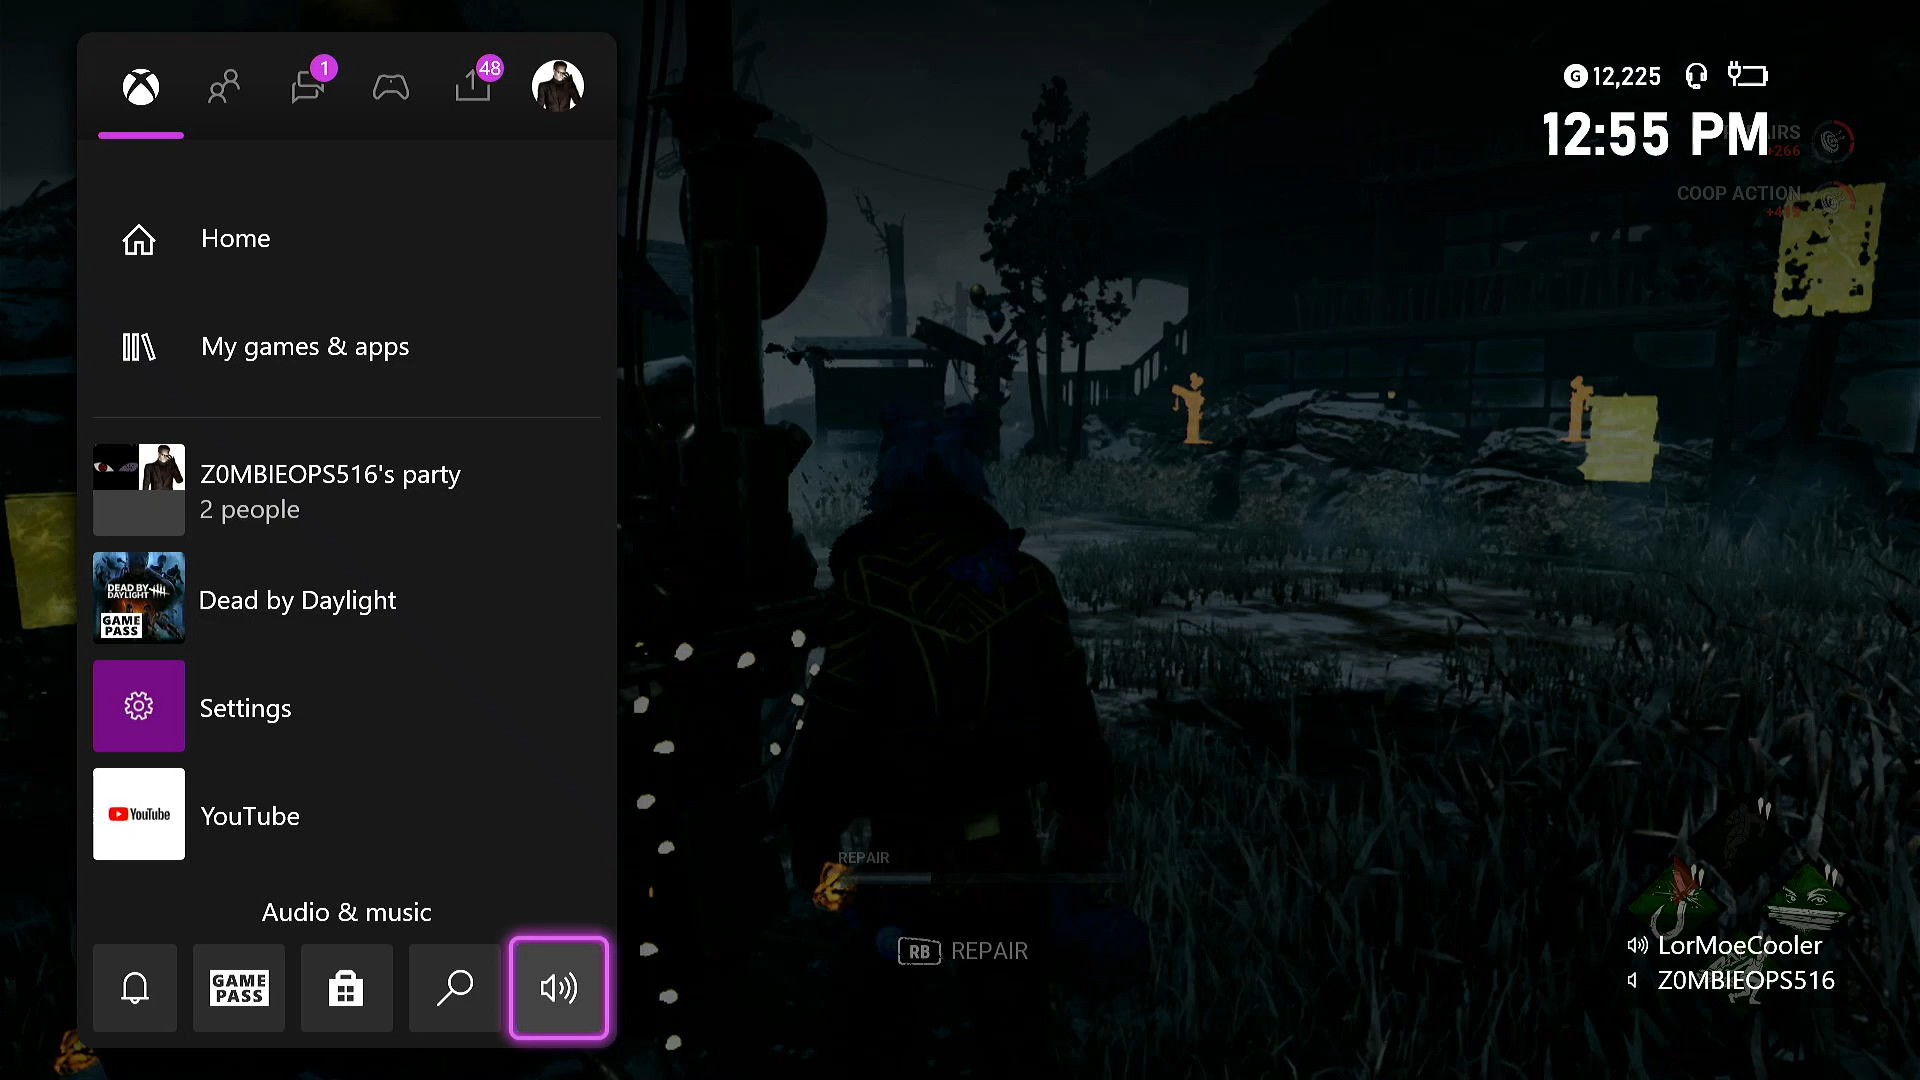 1
48
G 12,225
12:55 PM
+266
COOP ACTION
Home
My games & apps
Z0MBIEOPS516's party
2 people
DEAD BY
DAYLIGHT
GAME
PASS
Dead by Daylight
Settings
YouTube
YouTube
REPAIR
Audio & music
GAME
PASS
RB REPAIR
LorMoeCooler
Z0MBIEOPS516